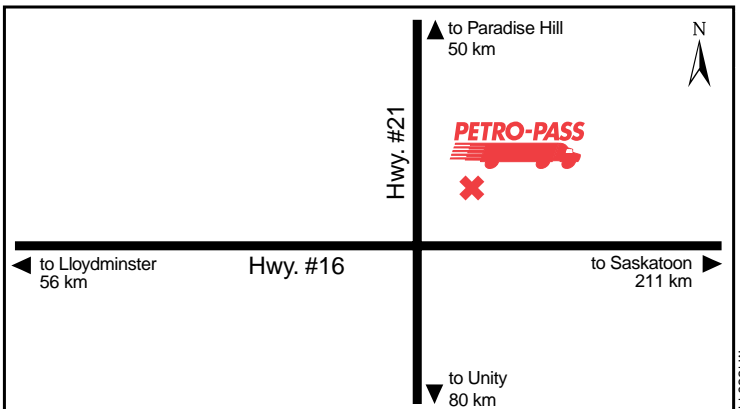 to Paradise Hill
50 km
N
Hwy. #21
PETRO-PASS
to Lloydminster
56 km
Hwy. #16
to Saskatoon
211 km
to Unity
80 km